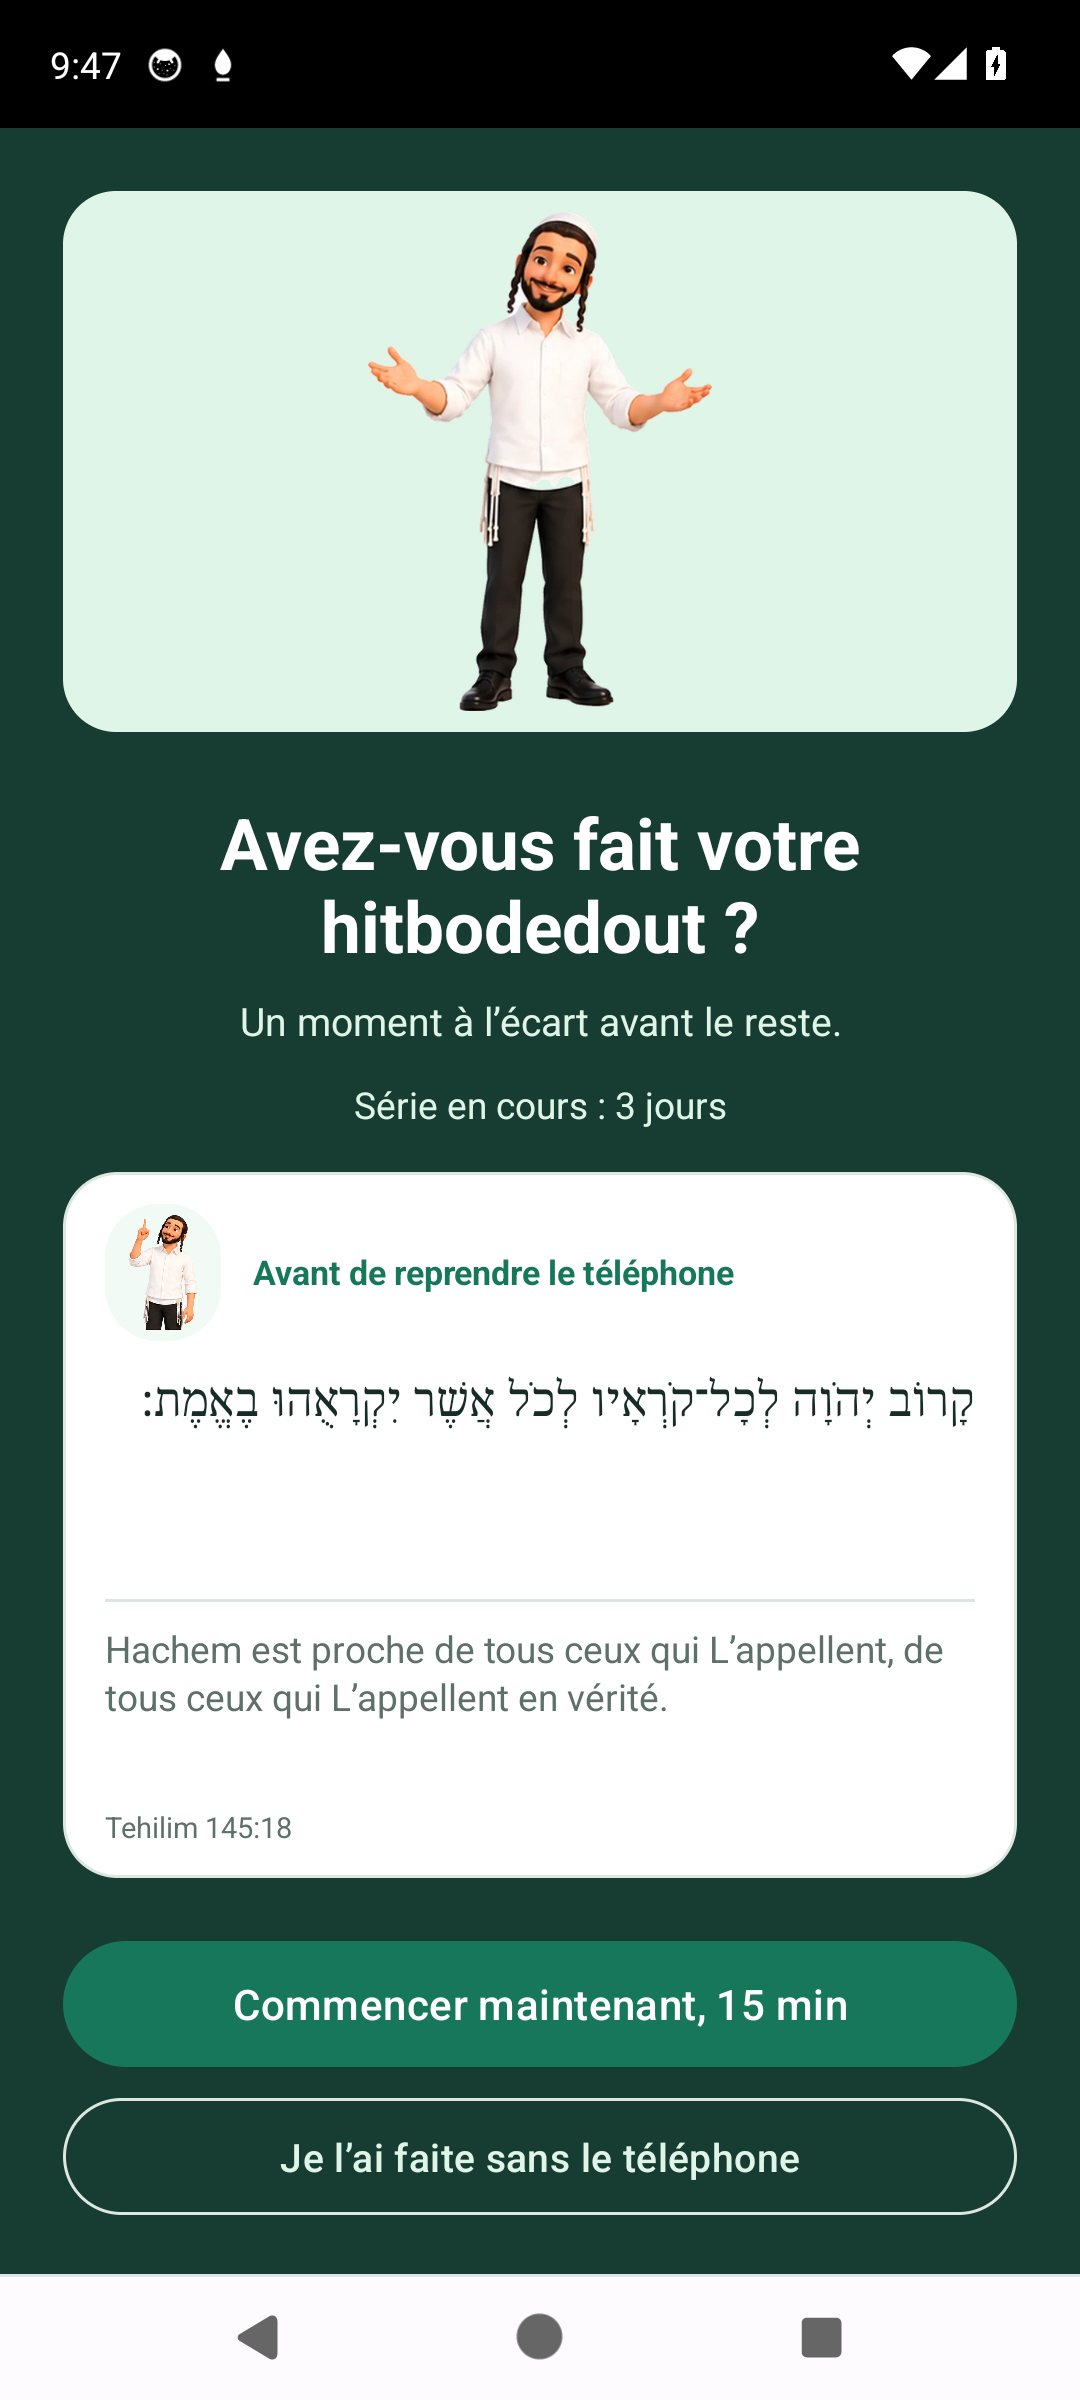 9:47
Avez-vous fait votre
hitbodedout ?
Un moment à l’écart avant le reste.
Série en cours : 3 jours
Avant de reprendre le téléphone
קָרוֹב יְהֹוָה לְכׇל־קֹרְאָיו לְכֹל אֲשֶׁר יִקְרָאֻהוּ בֶאֱמֶת׃
Hachem est proche de tous ceux qui L’appellent, de
tous ceux qui L’appellent en vérité.
Tehilim 145:18
Commencer maintenant, 15 min
Je l’ai faite sans le téléphone